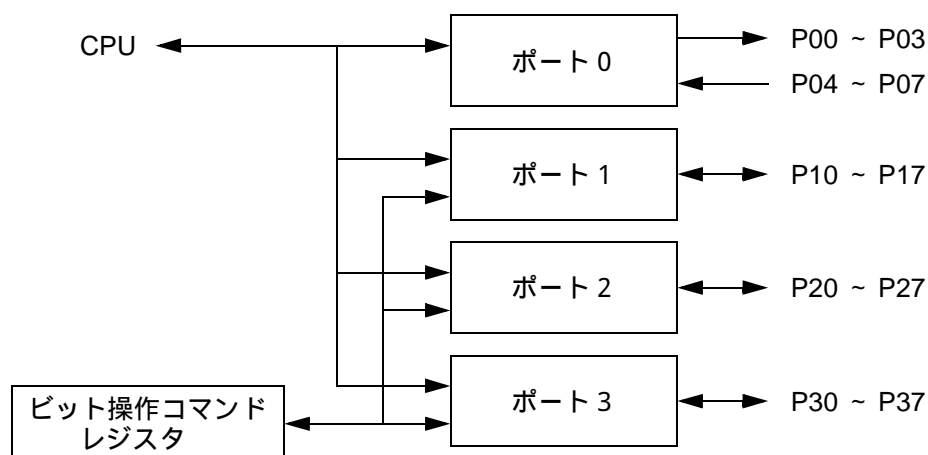 CPU
ポート 0
P00 ~ P03
P04 ~ P07
ポート 1
P10 ~ P17
ポート 2
P20 ~ P27
ポート 3
P30 ~ P37
ビット操作コマンド
レジスタ